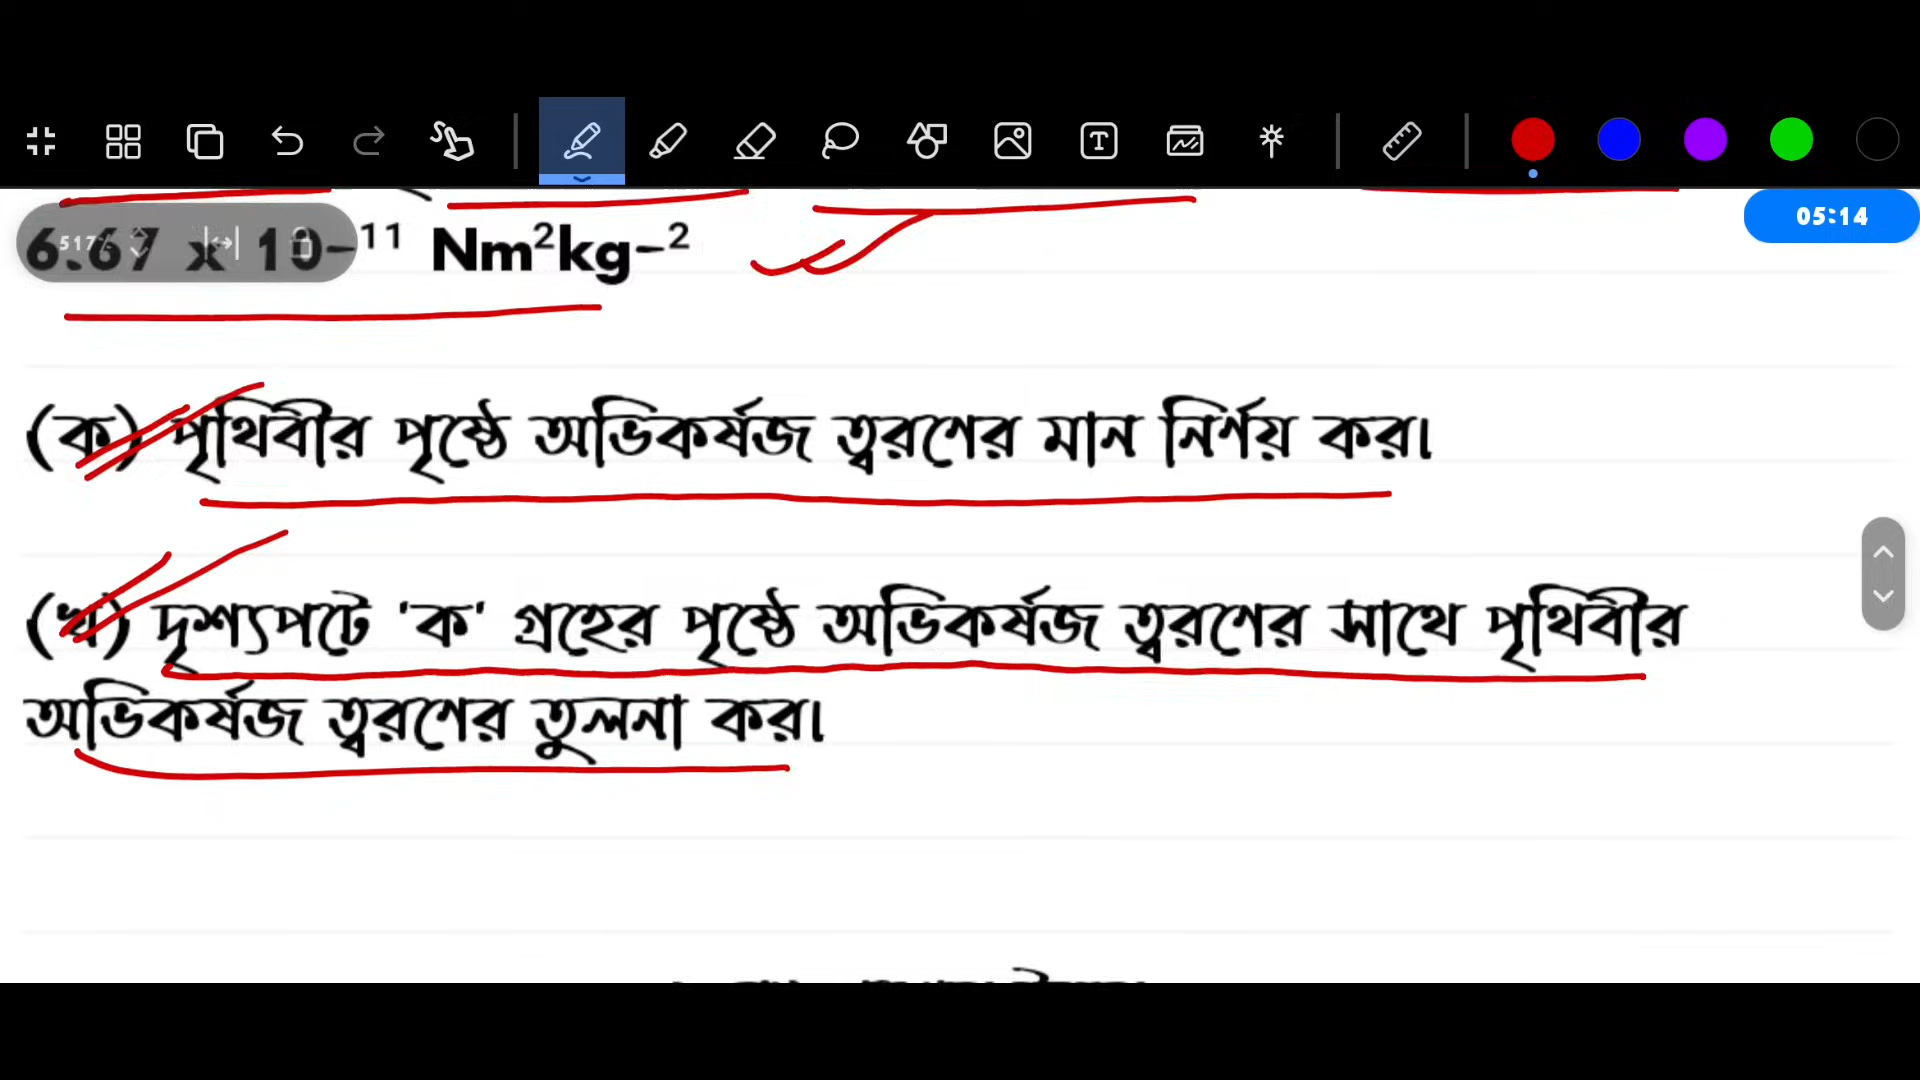 05:14
6.67 x 10–¹¹ Nm²kg–²
517%
(ক) পৃথিবীর পৃষ্ঠে অভিকর্ষজ ত্বরণের মান নির্ণয় কর।
(খ) দৃশ্যপটে 'ক' গ্রহের পৃষ্ঠে অভিকর্ষজ ত্বরণের সাথে পৃথিবীর
অভিকর্ষজ ত্বরণের তুলনা কর।